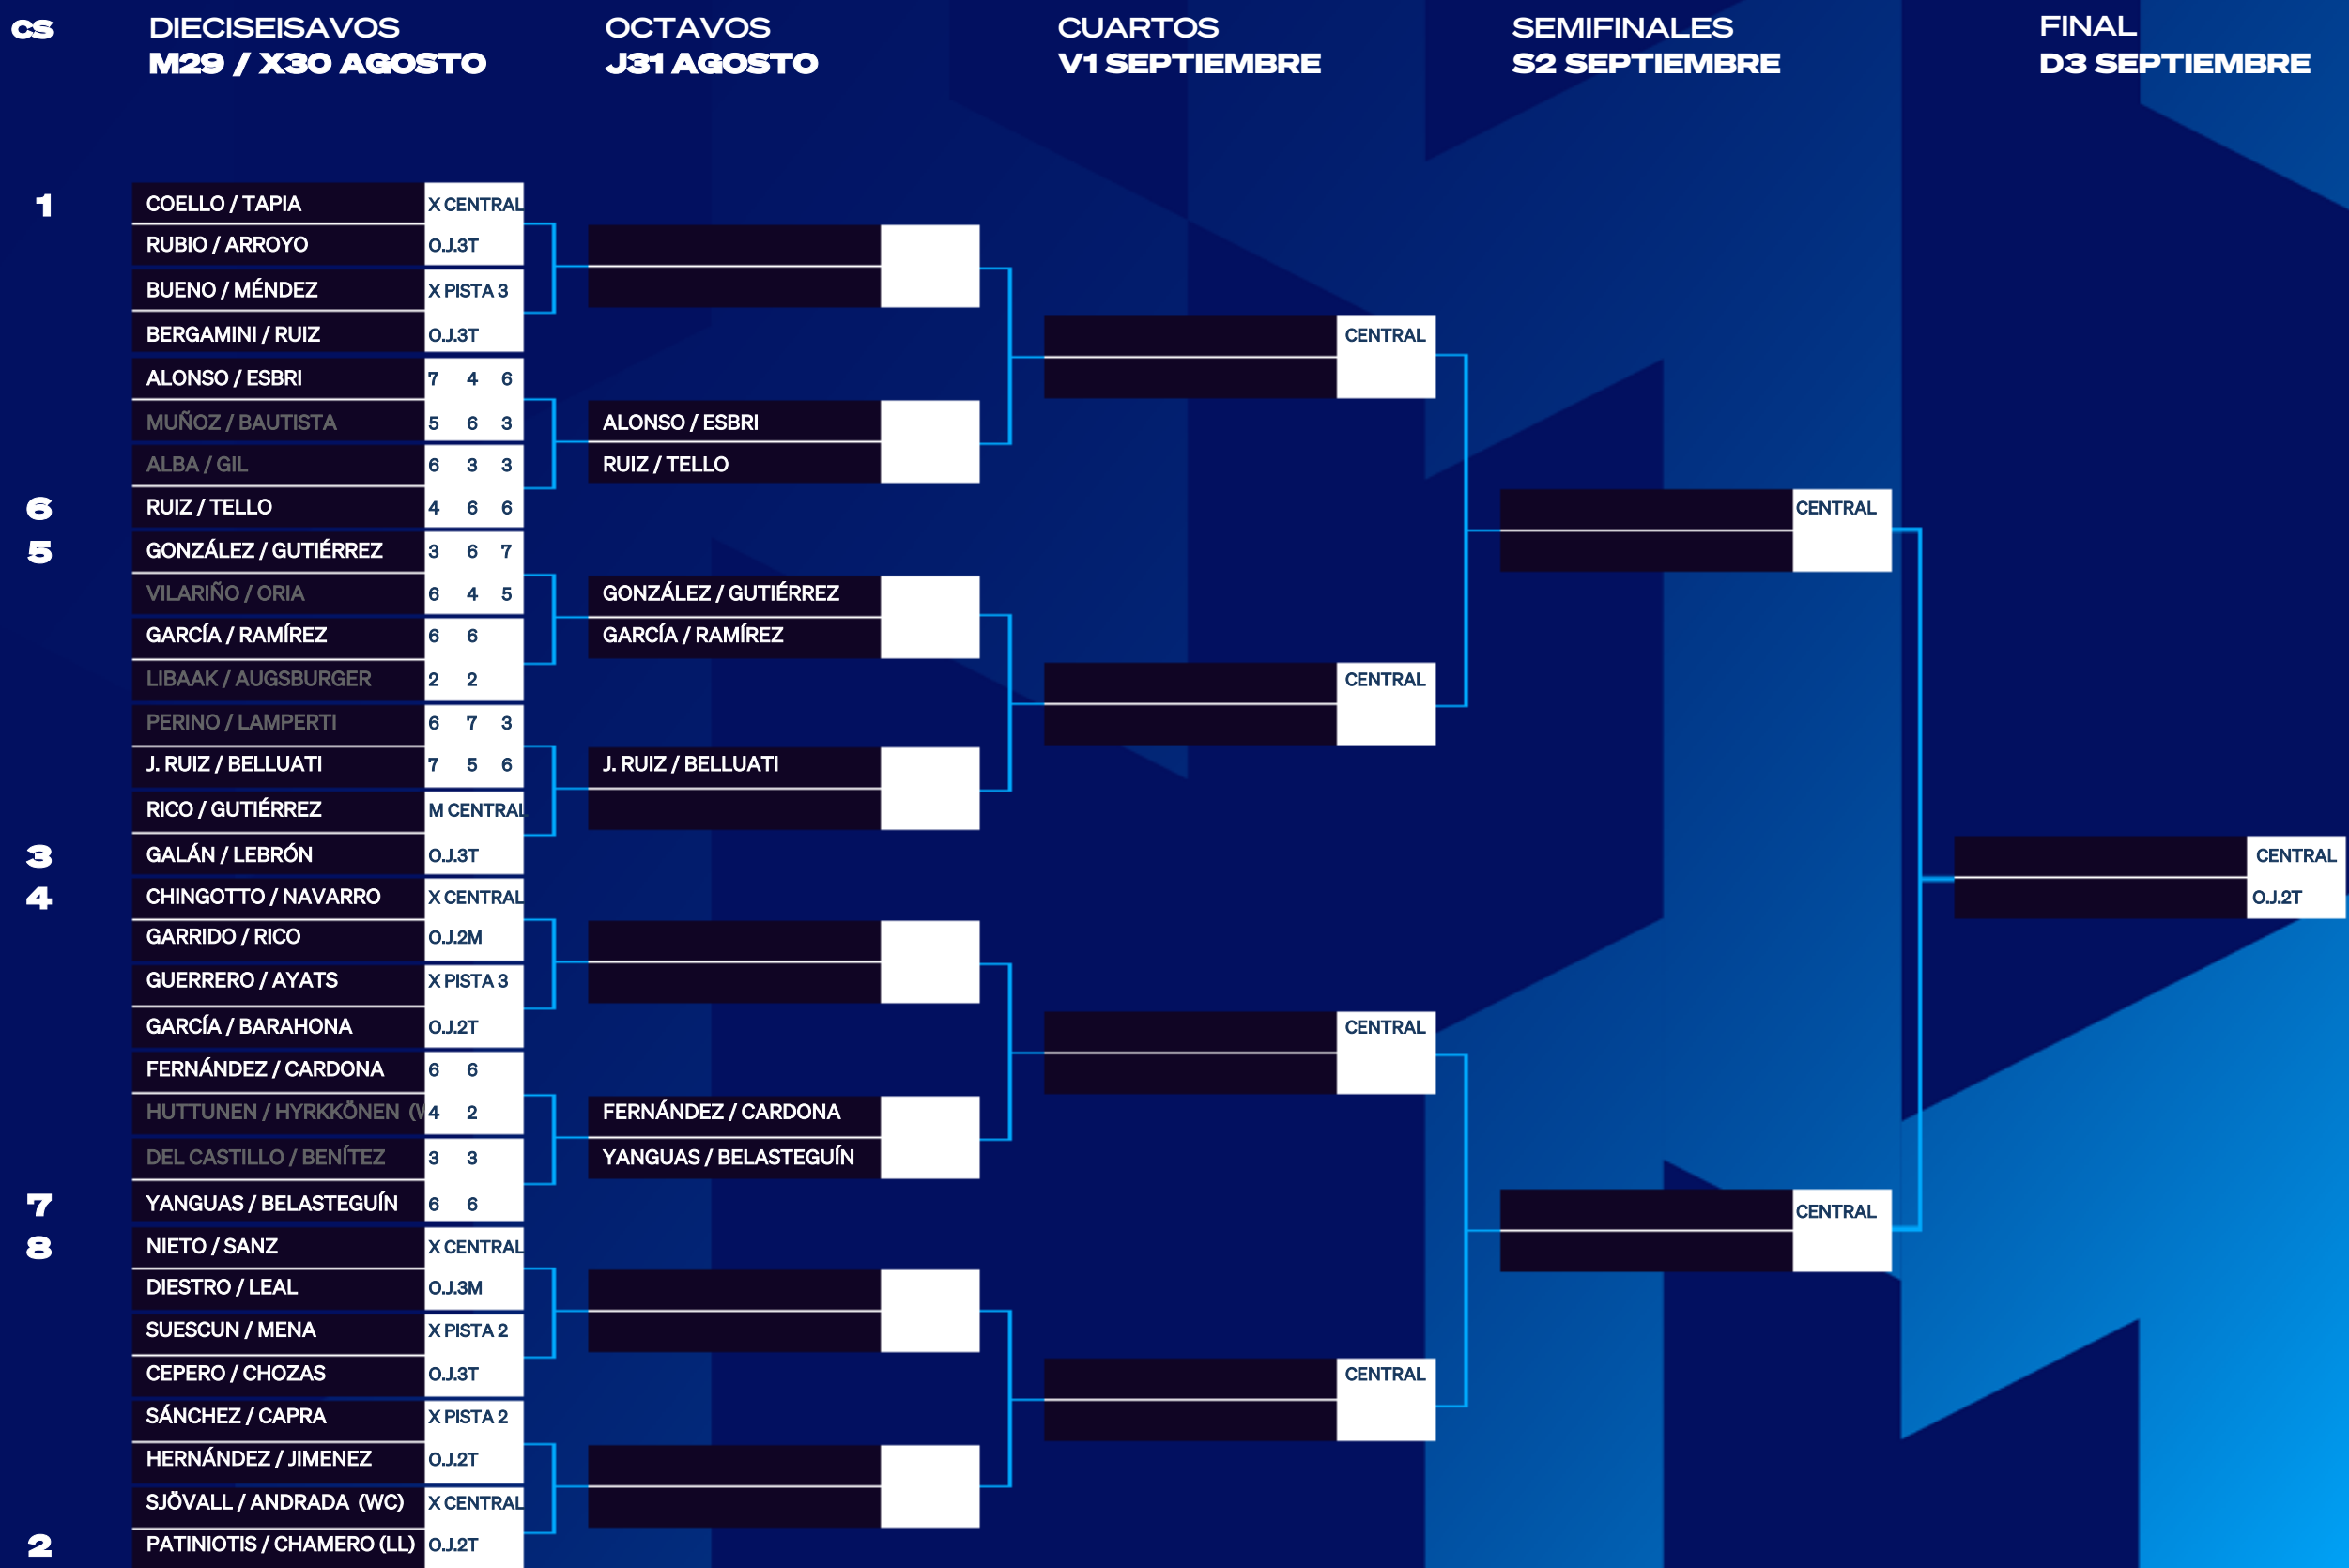 CS
DIECISEISAVOS
M29 / X30 AGOSTO
OCTAVOS
J31 AGOSTO
CUARTOS
V1 SEPTIEMBRE
SEMIFINALES
S2 SEPTIEMBRE
FINAL
D3 SEPTIEMBRE
1 COELLO / TAPIA X CENTRAL
RUBIO / ARROYO O.J.3T
BUENO / MÉNDEZ X PISTA 3
BERGAMINI / RUIZ O.J.3T
ALONSO / ESBRI 7 4 6
MUÑOZ / BAUTISTA 5 6 3
ALBA / GIL 6 3 3
6 RUIZ / TELLO 4 6 6
5 GONZÁLEZ / GUTIÉRREZ 3 6 7
VILARIÑO / ORIA 6 4 5
GARCÍA / RAMÍREZ 6 6
LIBAAK / AUGSBURGER 2 2
PERINO / LAMPERTI 6 7 3
J. RUIZ / BELLUATI 7 5 6
RICO / GUTIÉRREZ M CENTRAL
3 GALÁN / LEBRÓN O.J.3T
4 CHINGOTTO / NAVARRO X CENTRAL
GARRIDO / RICO O.J.2M
GUERRERO / AYATS X PISTA 3
GARCÍA / BARAHONA O.J.2T
FERNÁNDEZ / CARDONA 6 6
HUTTUNEN / HYRKKÖNEN 4 2
DEL CASTILLO / BENÍTEZ 3 3
7 YANGUAS / BELASTEGUÍN 6 6
8 NIETO / SANZ X CENTRAL
DIESTRO / LEAL O.J.3M
SUESCUN / MENA X PISTA 2
CEPERO / CHOZAS O.J.3T
SÁNCHEZ / CAPRA X PISTA 2
HERNÁNDEZ / JIMENEZ O.J.2T
SJÖVALL / ANDRADA (WC) X CENTRAL
2 PATINIOTIS / CHAMERO (LL) O.J.2T
ALONSO / ESBRI
RUIZ / TELLO
GONZÁLEZ / GUTIÉRREZ
GARCÍA / RAMÍREZ
J. RUIZ / BELLUATI
FERNÁNDEZ / CARDONA
YANGUAS / BELASTEGUÍN
CENTRAL
CENTRAL
CENTRAL
CENTRAL
CENTRAL
CENTRAL
CENTRAL
O.J.2T